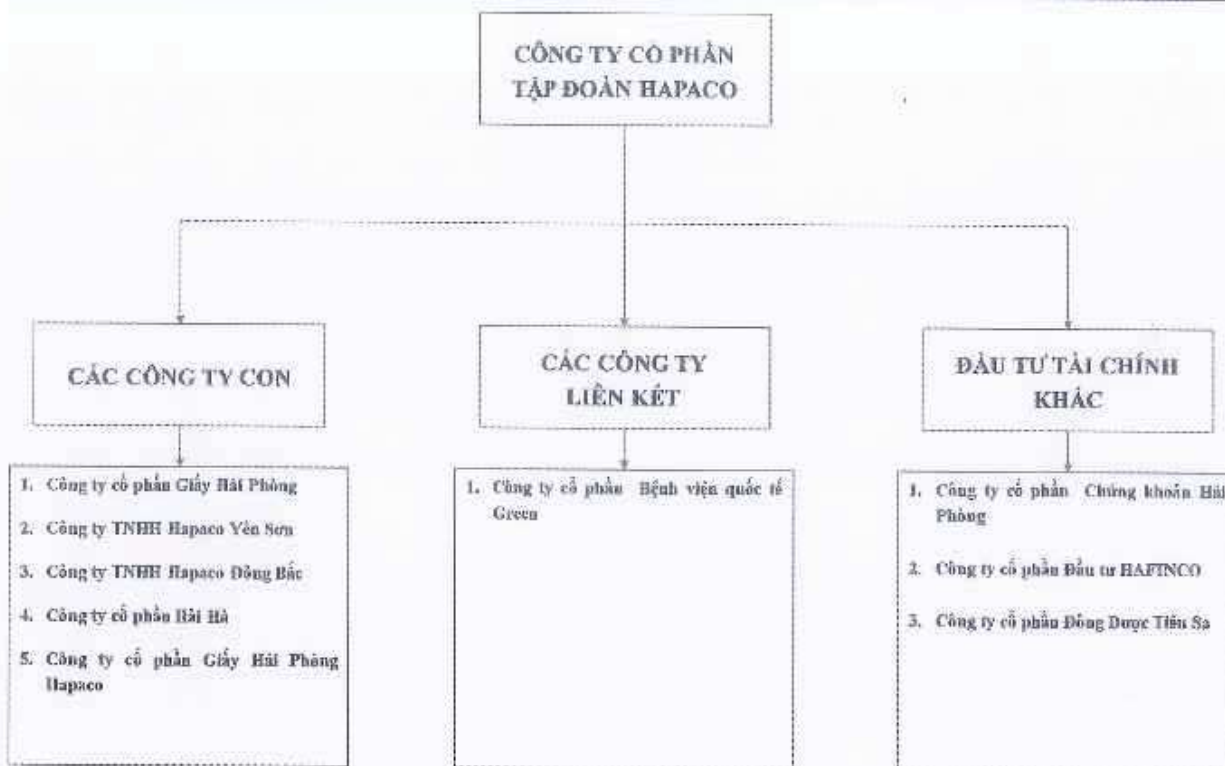 CÔNG TY CỔ PHẦN
TẬP ĐOÀN HAPACO
CÁC CÔNG TY CON
CÁC CÔNG TY
LIÊN KẾT
ĐẦU TƯ TÀI CHÍNH
KHÁC
1. Công ty cổ phần Giấy Hải Phòng
2. Công ty TNHH Hapaco Yên Sơn
3. Công ty TNHH Hapaco Đông Bắc
4. Công ty cổ phần Hải Hà
5. Công ty cổ phần Giấy Hải Phòng
Hapaco
1. Công ty cổ phần Bệnh viện quốc tế
Green
1. Công ty cổ phần Chứng khoán Hải
Phòng
2. Công ty cổ phần Đầu tư HAFINCO
3. Công ty cổ phần Đông Dược Tiên Sa